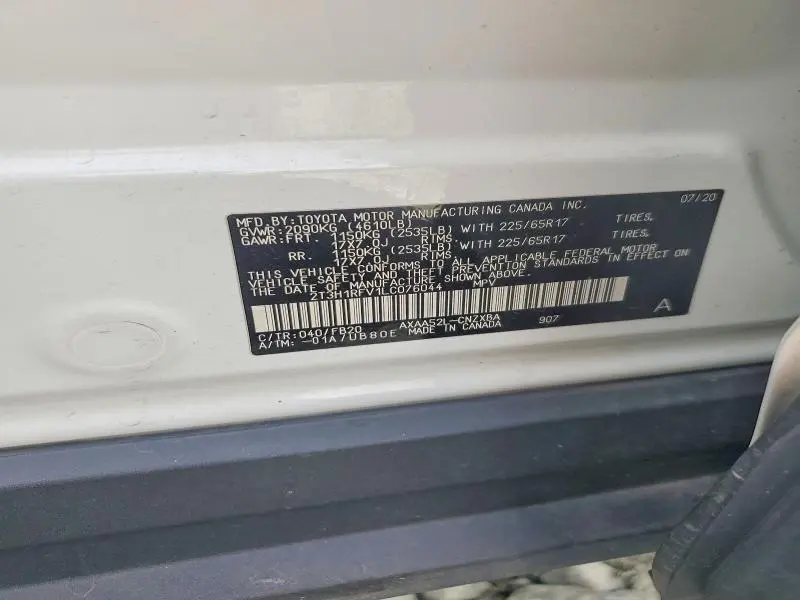 MFD. BY: TOYOTA MOTOR MANUFACTURING CANADA INC. 07/20
GVWR: 2090KG (4610LB)
GAWR: FRT. 1150KG (2535LB) WITH 225/65R17 TIRES,
17X7.0J RIMS,
RR. 1150KG (2535LB) WITH 225/65R17 TIRES,
17X7.0J RIMS
THIS VEHICLE CONFORMS TO ALL APPLICABLE FEDERAL MOTOR
VEHICLE SAFETY AND THEFT PREVENTION STANDARDS IN EFFECT ON
THE DATE OF MANUFACTURE SHOWN ABOVE.
2T3H1RFV1LC076044 MPV
C/TR: 040/FB20 AXAA52L-CNZXBA 907 A
A/TM: -01A/UB80E MADE IN CANADA